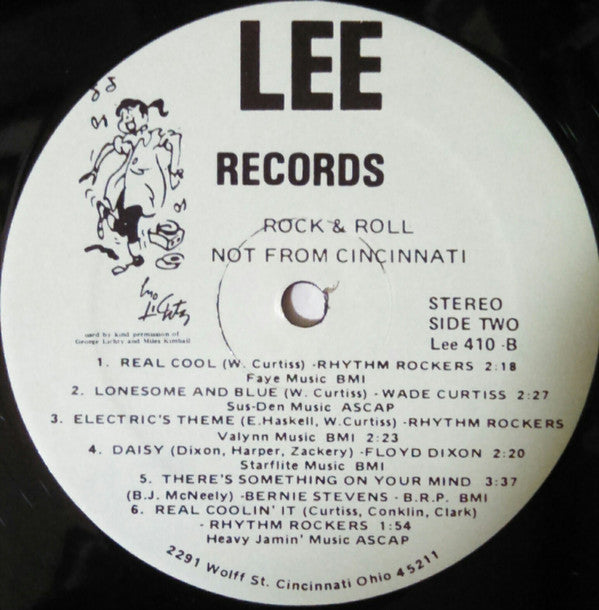 LEE
RECORDS
ROCK & ROLL
NOT FROM CINCINNATI
Geo
Lichty
used by kind permission of
George Lichty and Miles Kimball
STEREO
SIDE TWO
Lee 410 -B
1. REAL COOL (W. Curtiss) -RHYTHM ROCKERS 2:18
Faye Music BMI
2. LONESOME AND BLUE (W. Curtiss) - WADE CURTISS 2:27
Sus-Den Music ASCAP
3. ELECTRIC'S THEME (E.Haskell, W.Curtiss) -RHYTHM ROCKERS
Valynn Music BMI 2:23
4. DAISY (Dixon, Harper, Zackery) -FLOYD DIXON 2:20
Starflite Music BMI
5. THERE'S SOMETHING ON YOUR MIND 3:37
(B.J. McNeely) -BERNIE STEVENS - B.R.P. BMI
6. REAL COOLIN' IT (Curtiss, Conklin, Clark)
- RHYTHM ROCKERS 1:54
Heavy Jamin' Music ASCAP
2291 Wolff St. Cincinnati Ohio 45211